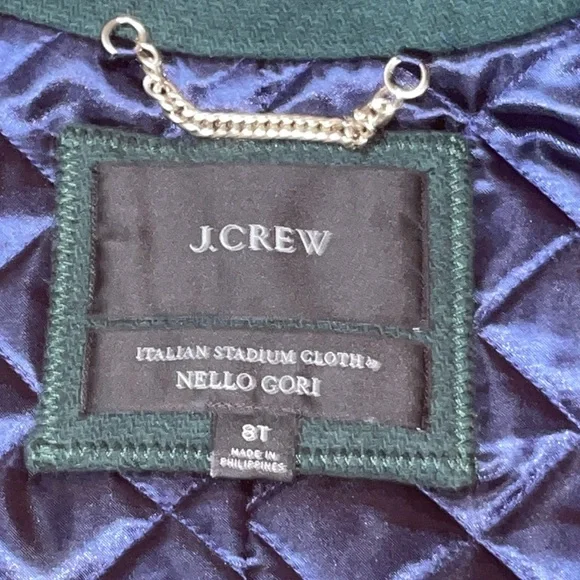 J.CREW
ITALIAN STADIUM CLOTH by
NELLO GORI
8T
MADE IN
PHILIPPINES